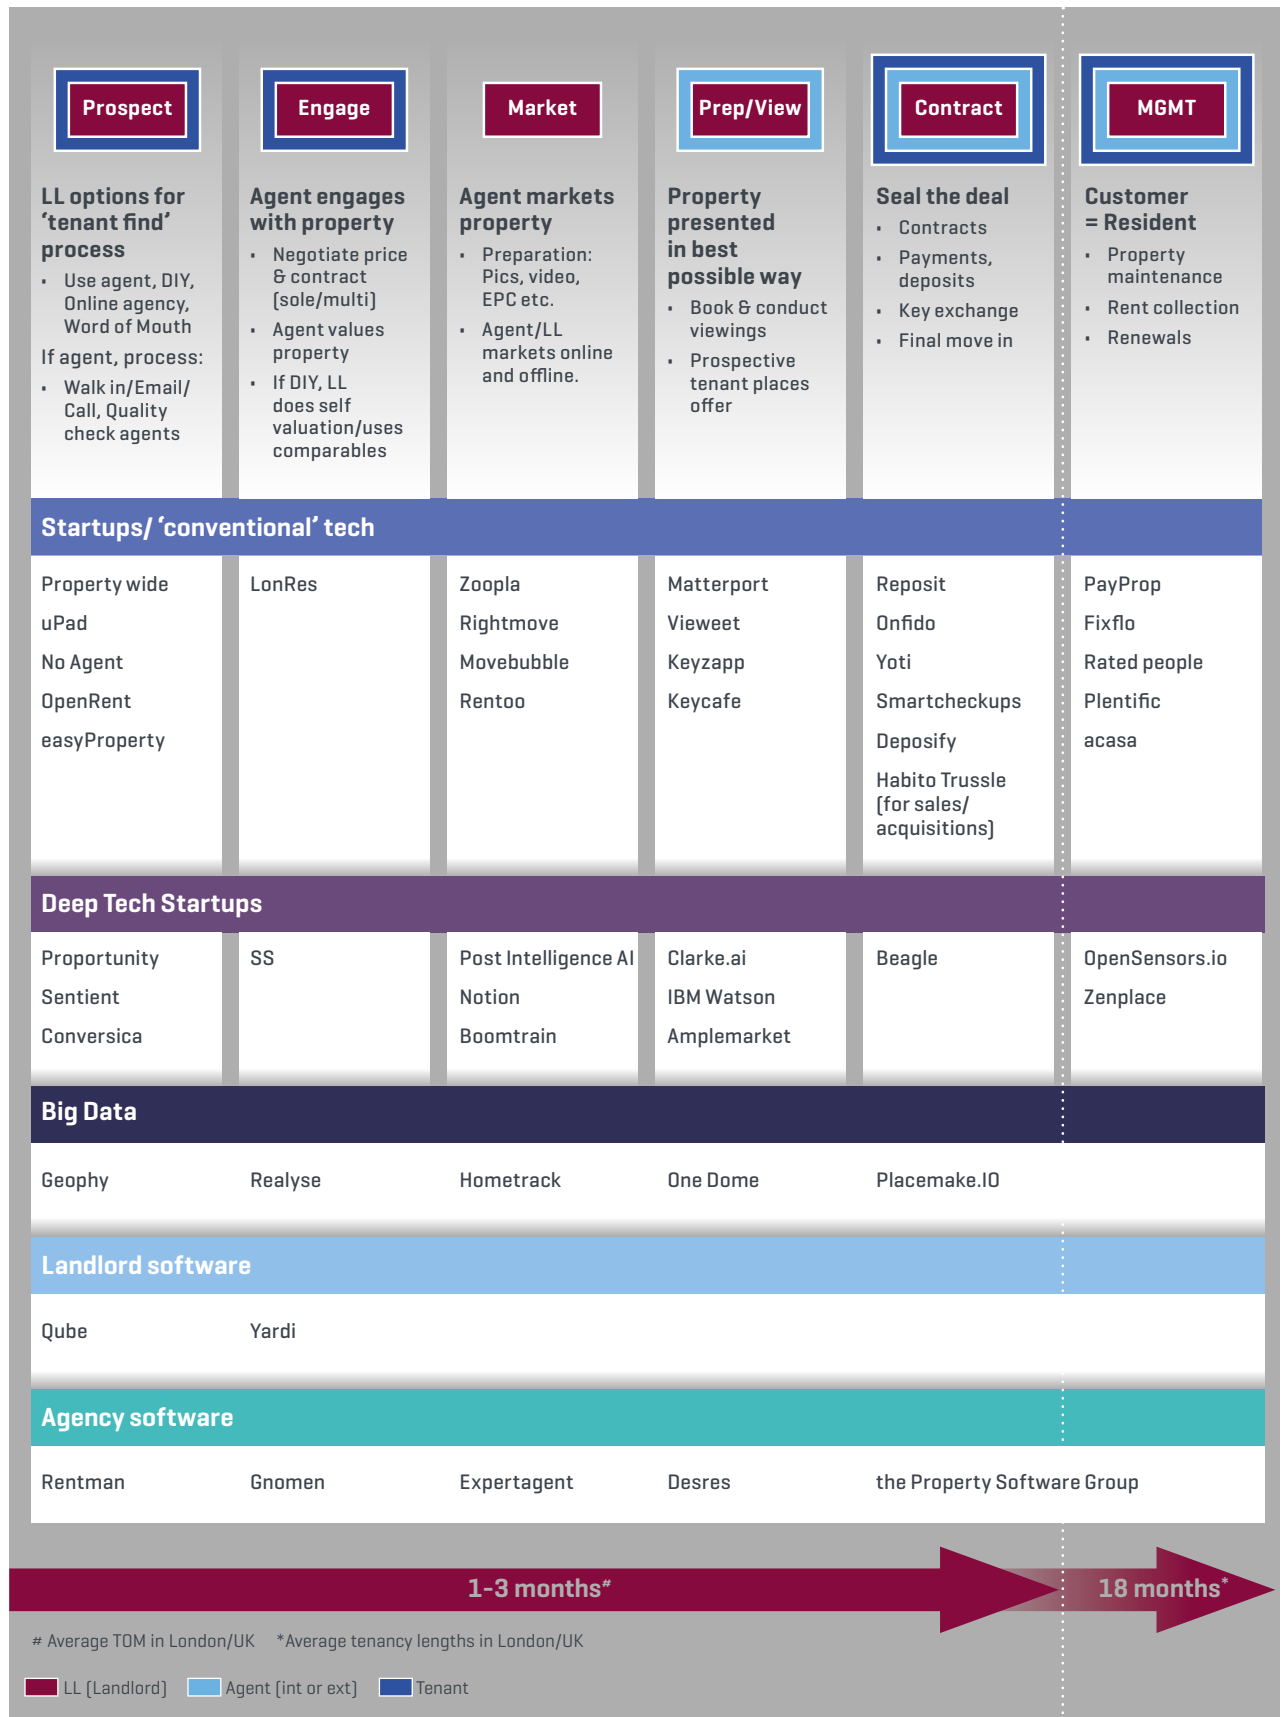 Prospect
Engage
Market
Prep/View
Contract
MGMT
LL options for
‘tenant find’
process
• Use agent, DIY,
Online agency,
Word of Mouth
If agent, process:
• Walk in/Email/
Call, Quality
check agents
Agent engages
with property
• Negotiate price
& contract
(sole/multi)
• Agent values
property
• If DIY, LL
does self
valuation/uses
comparables
Agent markets
property
• Preparation:
Pics, video,
EPC etc.
• Agent/LL
markets online
and offline.
Property
presented
in best
possible way
• Book & conduct
viewings
• Prospective
tenant places
offer
Seal the deal
• Contracts
• Payments,
deposits
• Key exchange
• Final move in
Customer
= Resident
• Property
maintenance
• Rent collection
• Renewals
Startups/ ‘conventional’ tech
Property wide
uPad
No Agent
OpenRent
easyProperty
LonRes
Zoopla
Rightmove
Movebubble
Rentoo
Matterport
Vieweet
Keyzapp
Keycafe
Reposit
Onfido
Yoti
Smartcheckups
Deposify
Habito Trussle
(for sales/
acquisitions)
PayProp
Fixflo
Rated people
Plentific
acasa
Deep Tech Startups
Proportunity
Sentient
Conversica
SS
Post Intelligence AI
Notion
Boomtrain
Clarke.ai
IBM Watson
Amplemarket
Beagle
OpenSensors.io
Zenplace
Big Data
Geophy
Realyse
Hometrack
One Dome
Placemake.IO
Landlord software
Qube
Yardi
Agency software
Rentman
Gnomen
Expertagent
Desres
the Property Software Group
1-3 months#
18 months*
# Average TOM in London/UK *Average tenancy lengths in London/UK
LL (Landlord)
Agent (int or ext)
Tenant